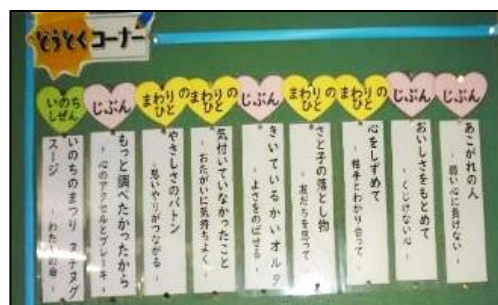 どうとくコーナー
じぶん
あこがれの人
-弱い心に負けない-
じぶん
おいしさをもとめて
-くじけない心-
まわりの
ひと
心をしずめて
-相手とわかり合って-
まわりの
ひと
さと子の落とし物
-友だちを思って-
じぶん
きいているかいオルタ
-よさをのばせる-
まわりの
ひと
気付いていなかったこと
-おたがいに気持ちよく-
まわりの
ひと
やさしさのバトン
-思いやりがつながる-
じぶん
もっと調べたかったから
-心のアクセルとブレーキ-
いのち
しぜん
いのちのまつり ヌチヌグ
スージ -わたしの命-